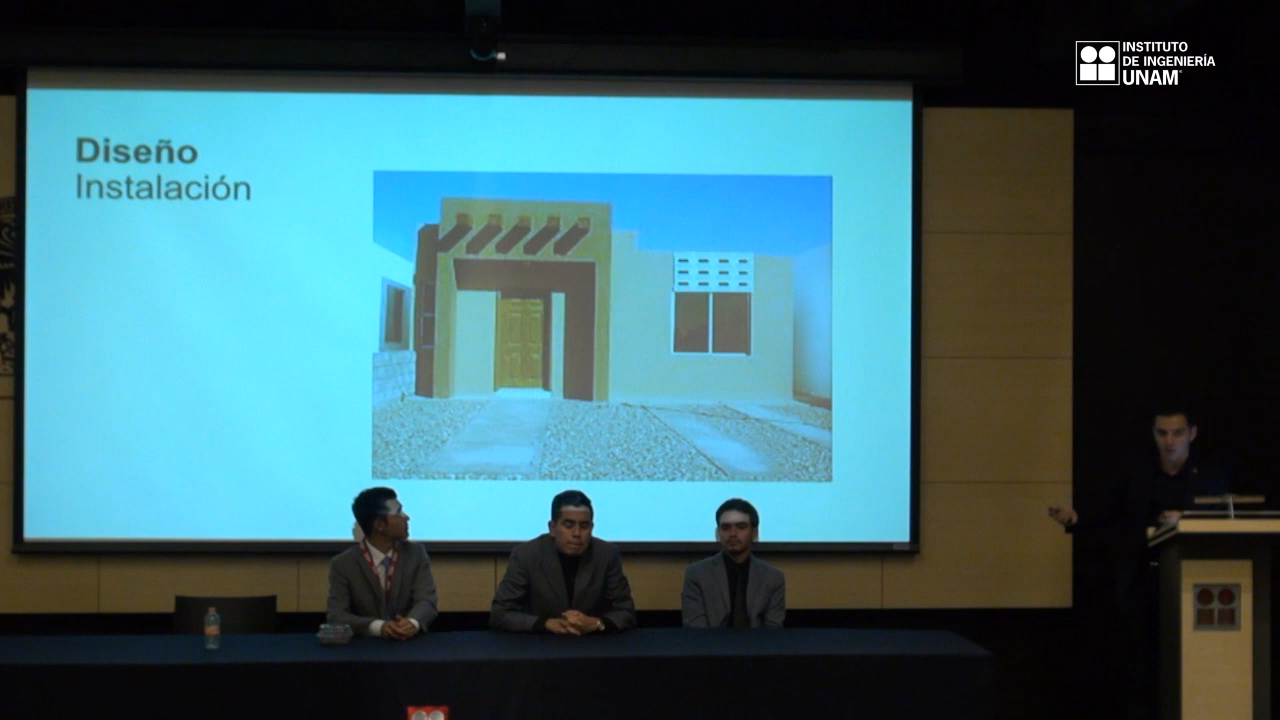 Diseño
Instalación
INSTITUTO
DE INGENIERÍA
UNAM